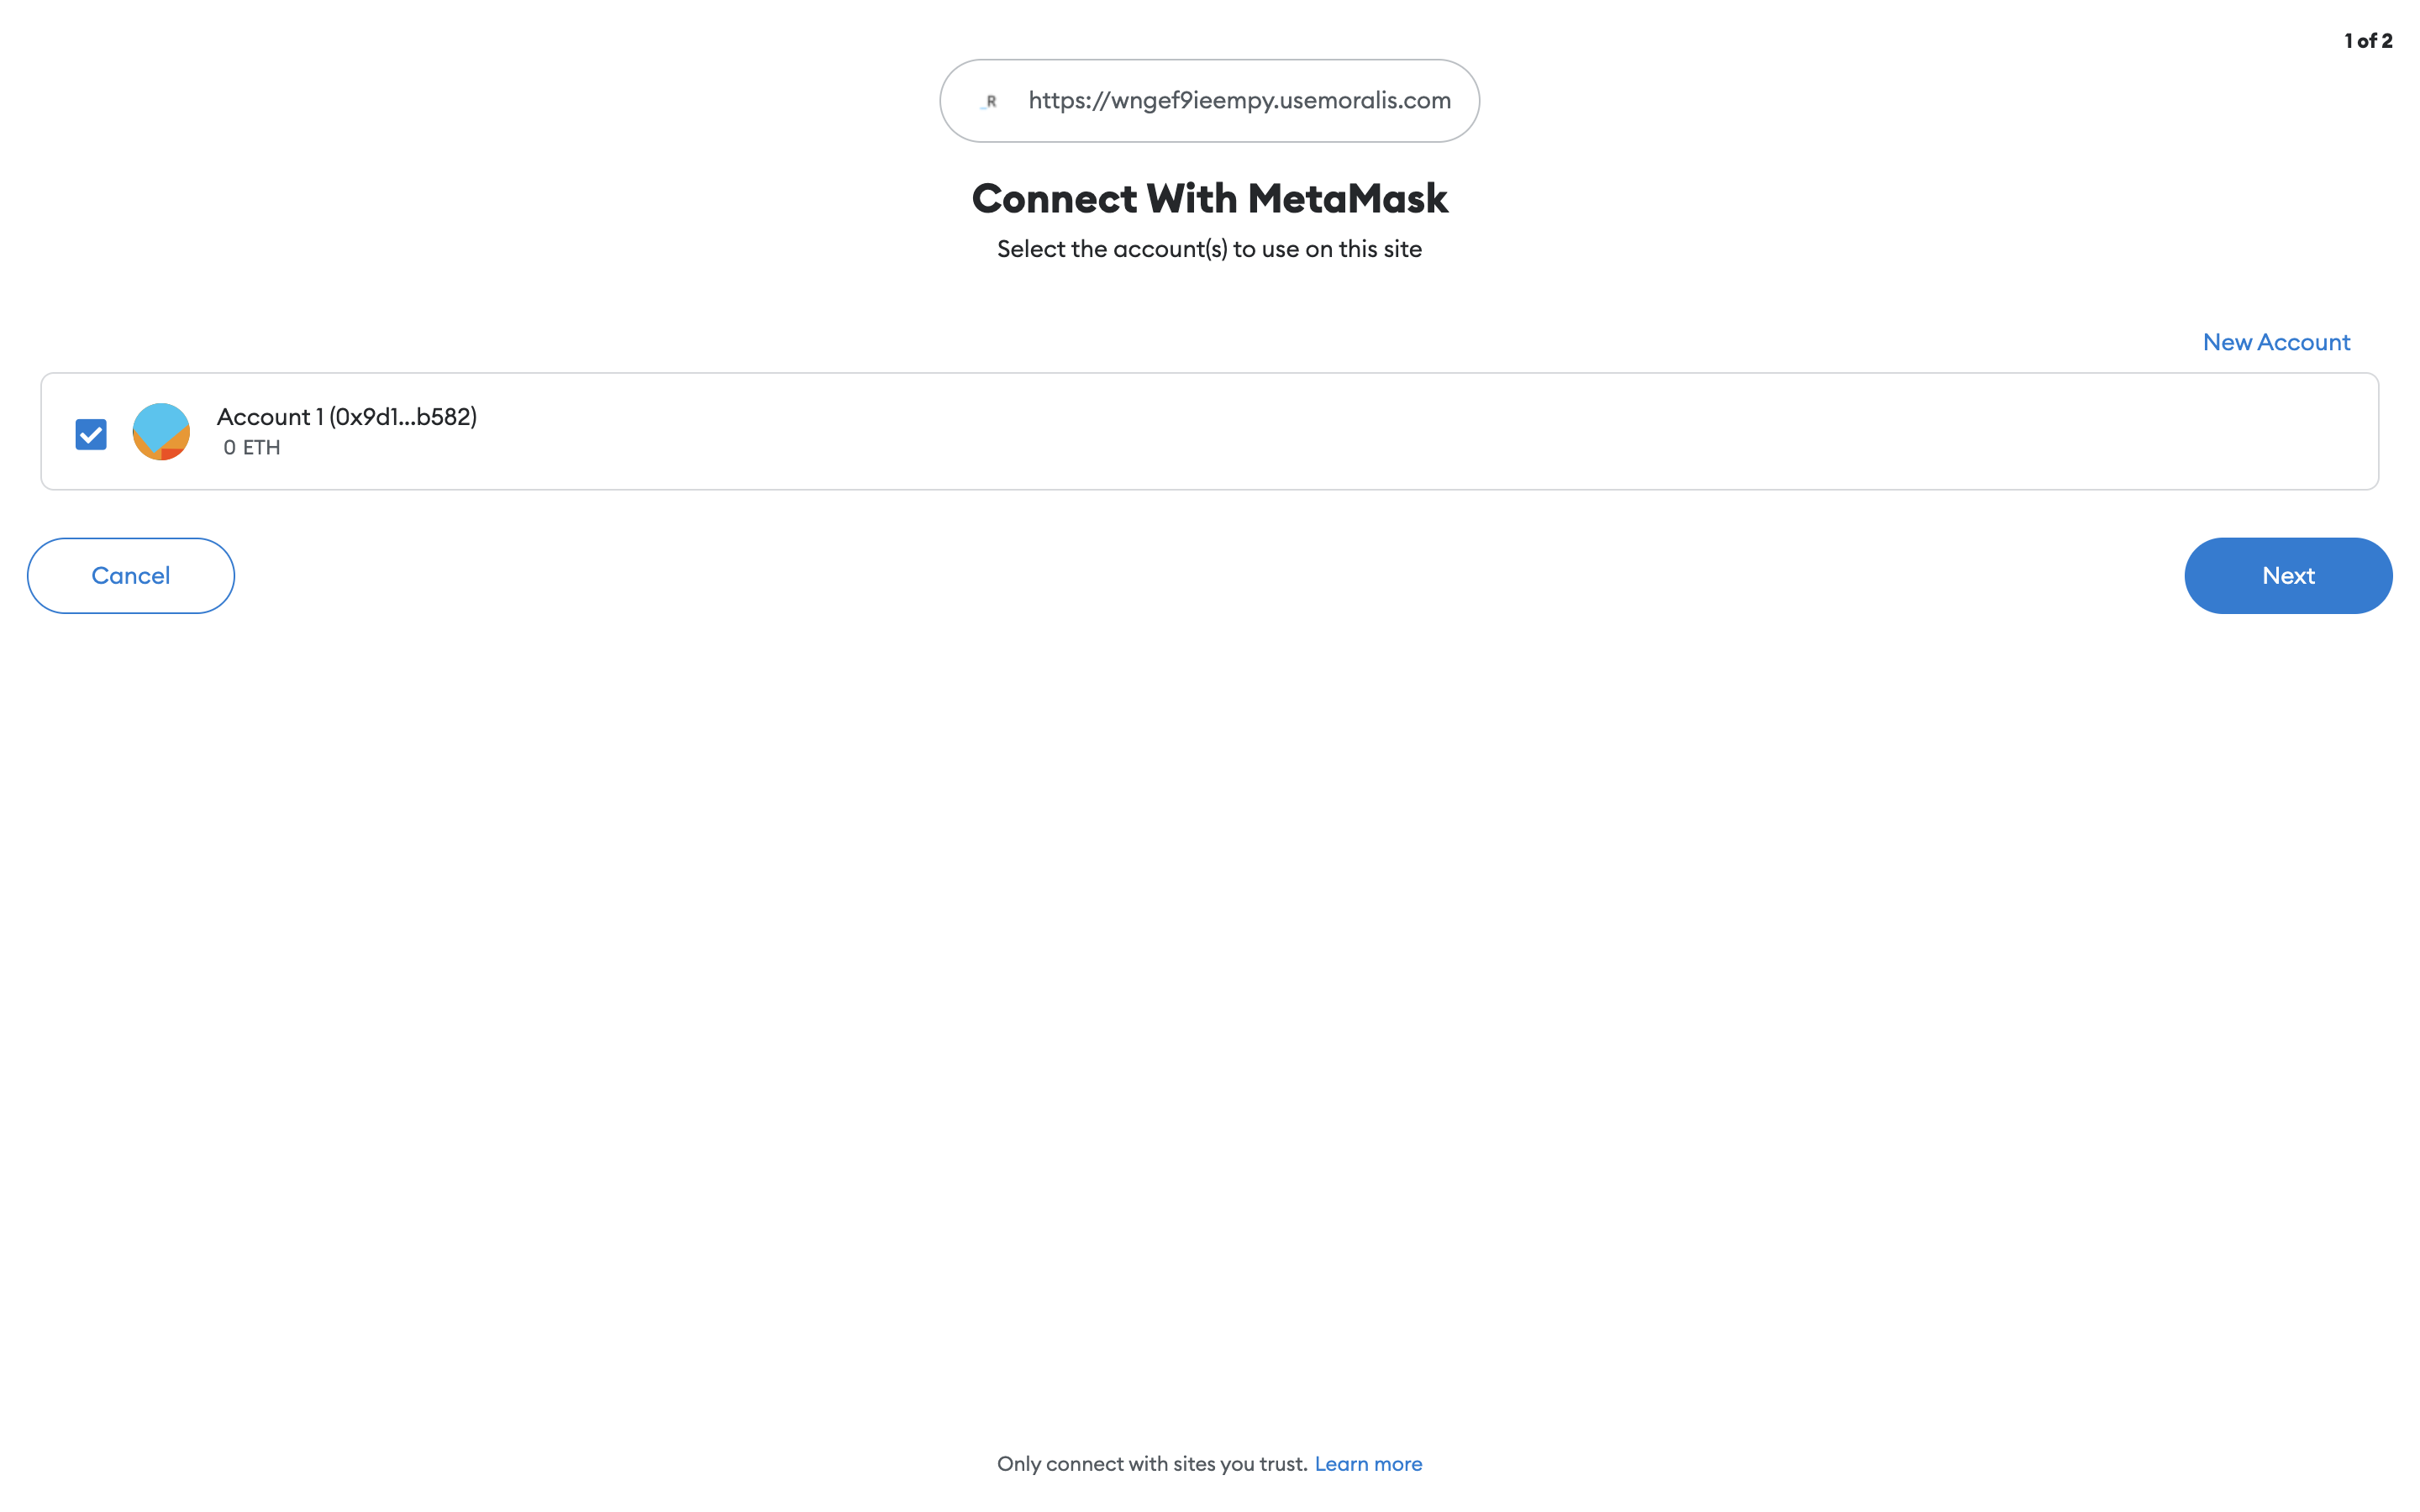 1 of 2
_R https://wngef9ieempy.usemoralis.com
Connect With MetaMask
Select the account(s) to use on this site
New Account
Account 1 (0x9d1...b582)
0 ETH
Cancel
Next
Only connect with sites you trust. Learn more